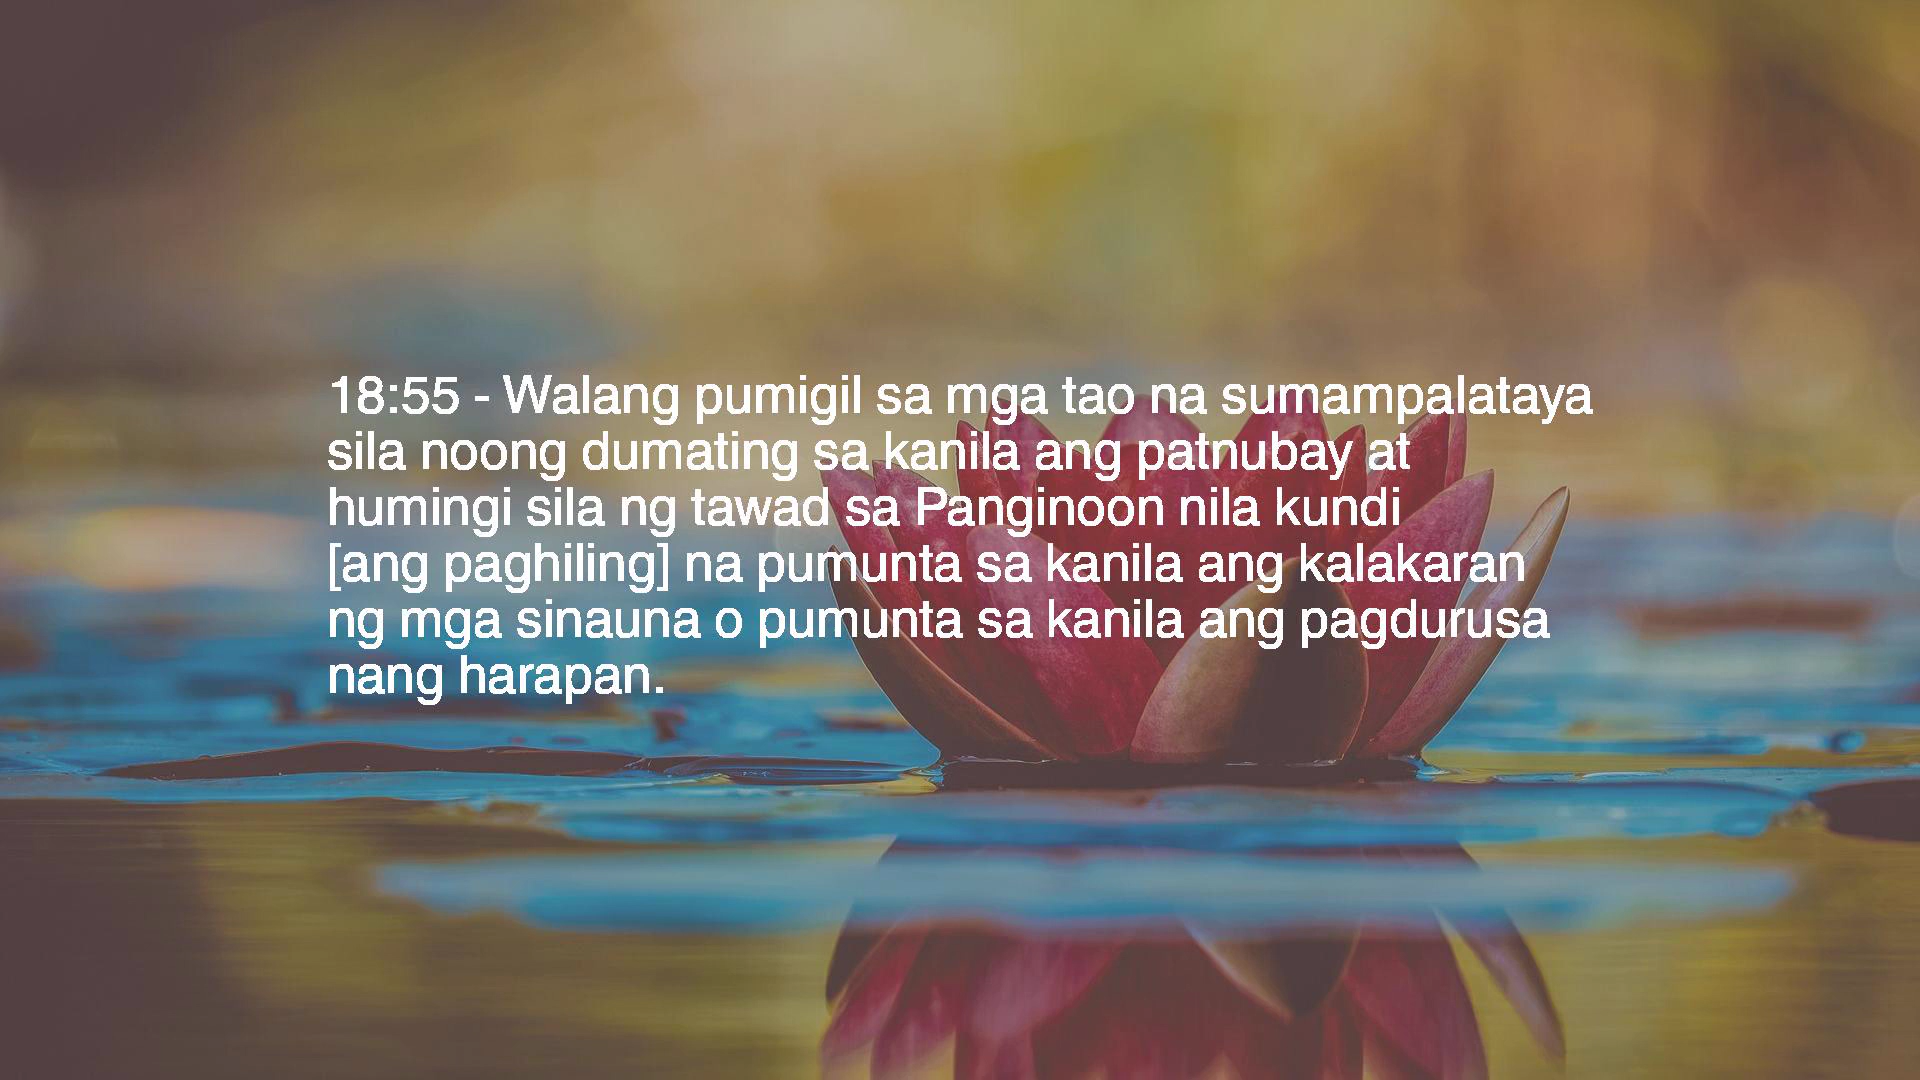 18:55 - Walang pumigil sa mga tao na sumampalataya
sila noong dumating sa kanila ang patnubay at
humingi sila ng tawad sa Panginoon nila kundi
[ang paghiling] na pumunta sa kanila ang kalakaran
ng mga sinauna o pumunta sa kanila ang pagdurusa
nang harapan.